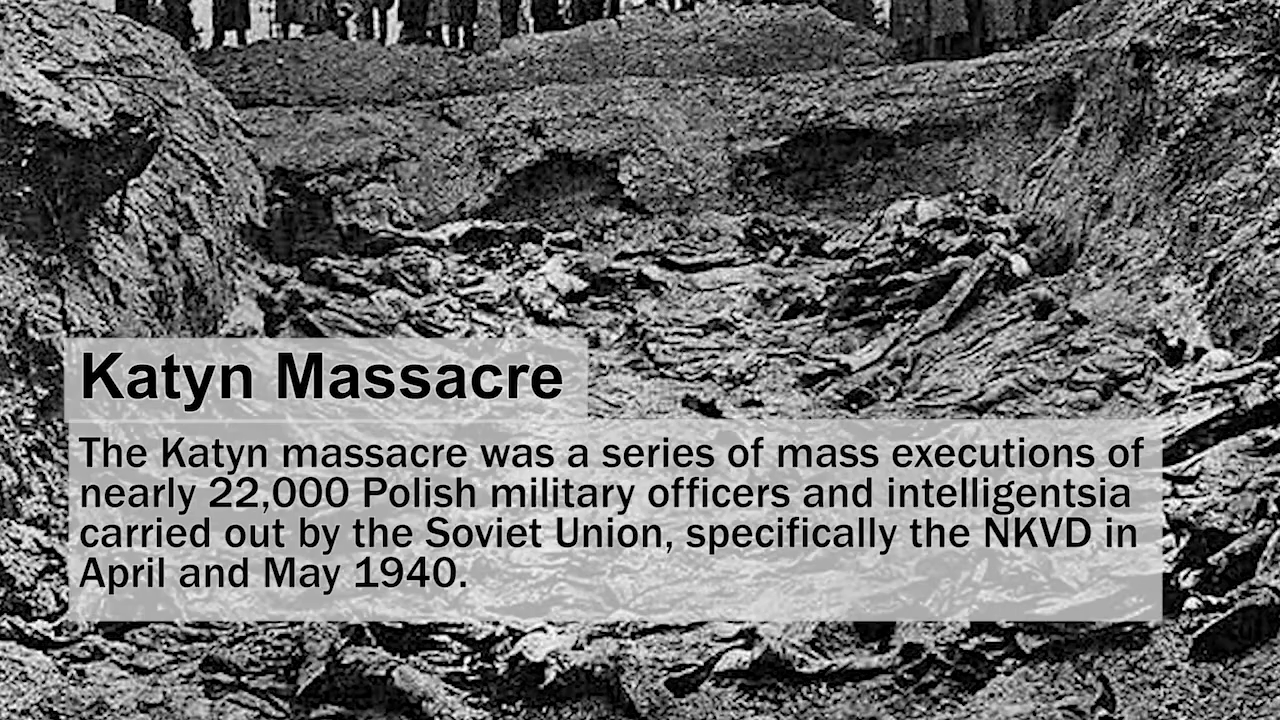 Katyn Massacre
The Katyn massacre was a series of mass executions of
nearly 22,000 Polish military officers and intelligentsia
carried out by the Soviet Union, specifically the NKVD in
April and May 1940.